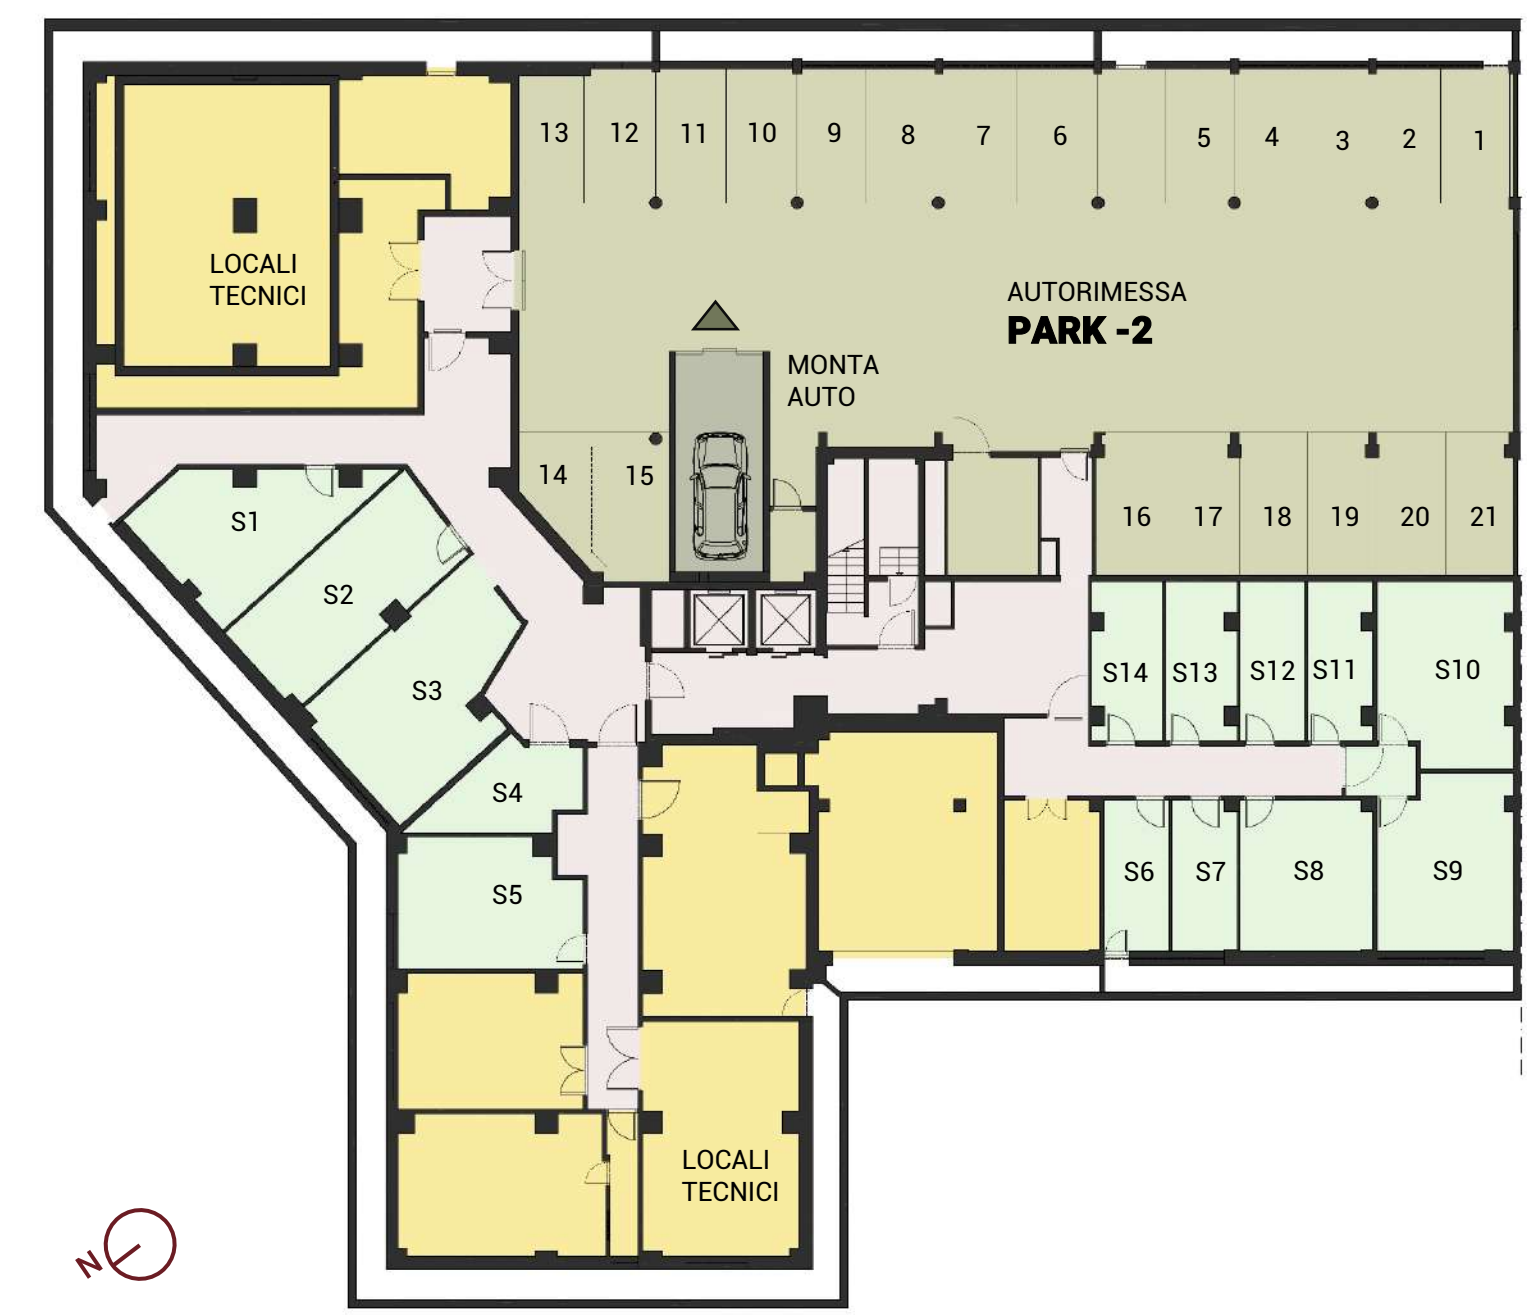 13 12 11 10 9 8 7 6 5 4 3 2 1
LOCALI
TECNICI
AUTORIMESSA
PARK -2
MONTA
AUTO
14 15
16 17 18 19 20 21
S1
S2
S3
S4
S5
S14 S13 S12 S11 S10
S6 S7 S8 S9
LOCALI
TECNICI
N